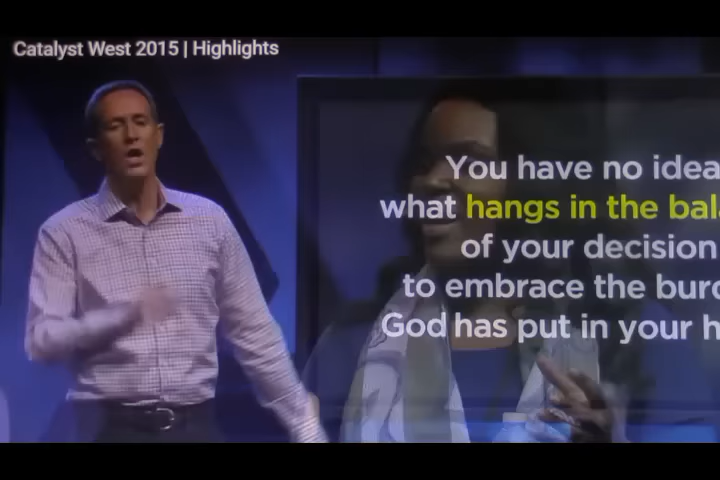 Catalyst West 2015 | Highlights
You have no idea
what hangs in the
of your decision
to embrace the
God has put in your